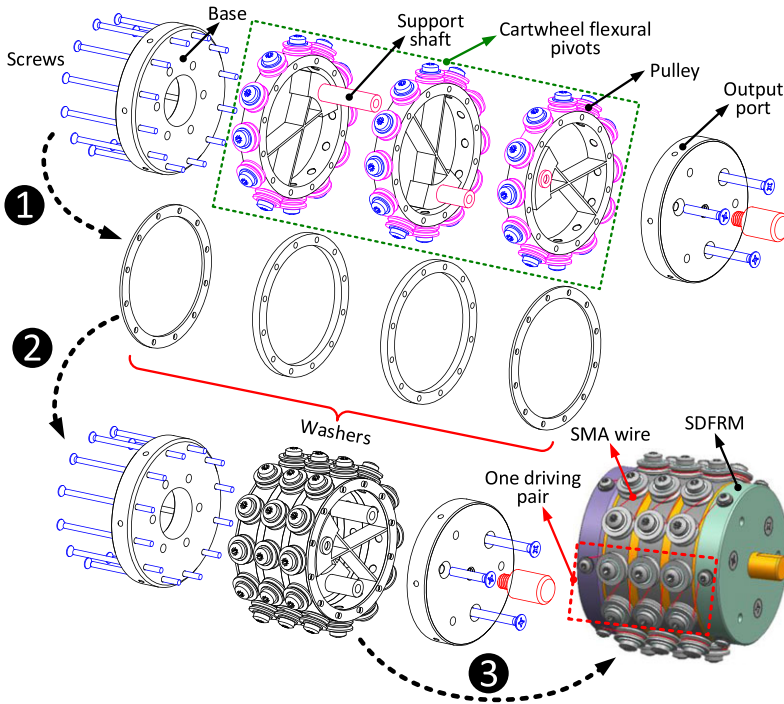 Base
Support
shaft
Cartwheel flexural
pivots
Screws
Pulley
Output
port
1
2
Washers
SMA wire
SDFRM
One driving
pair
3